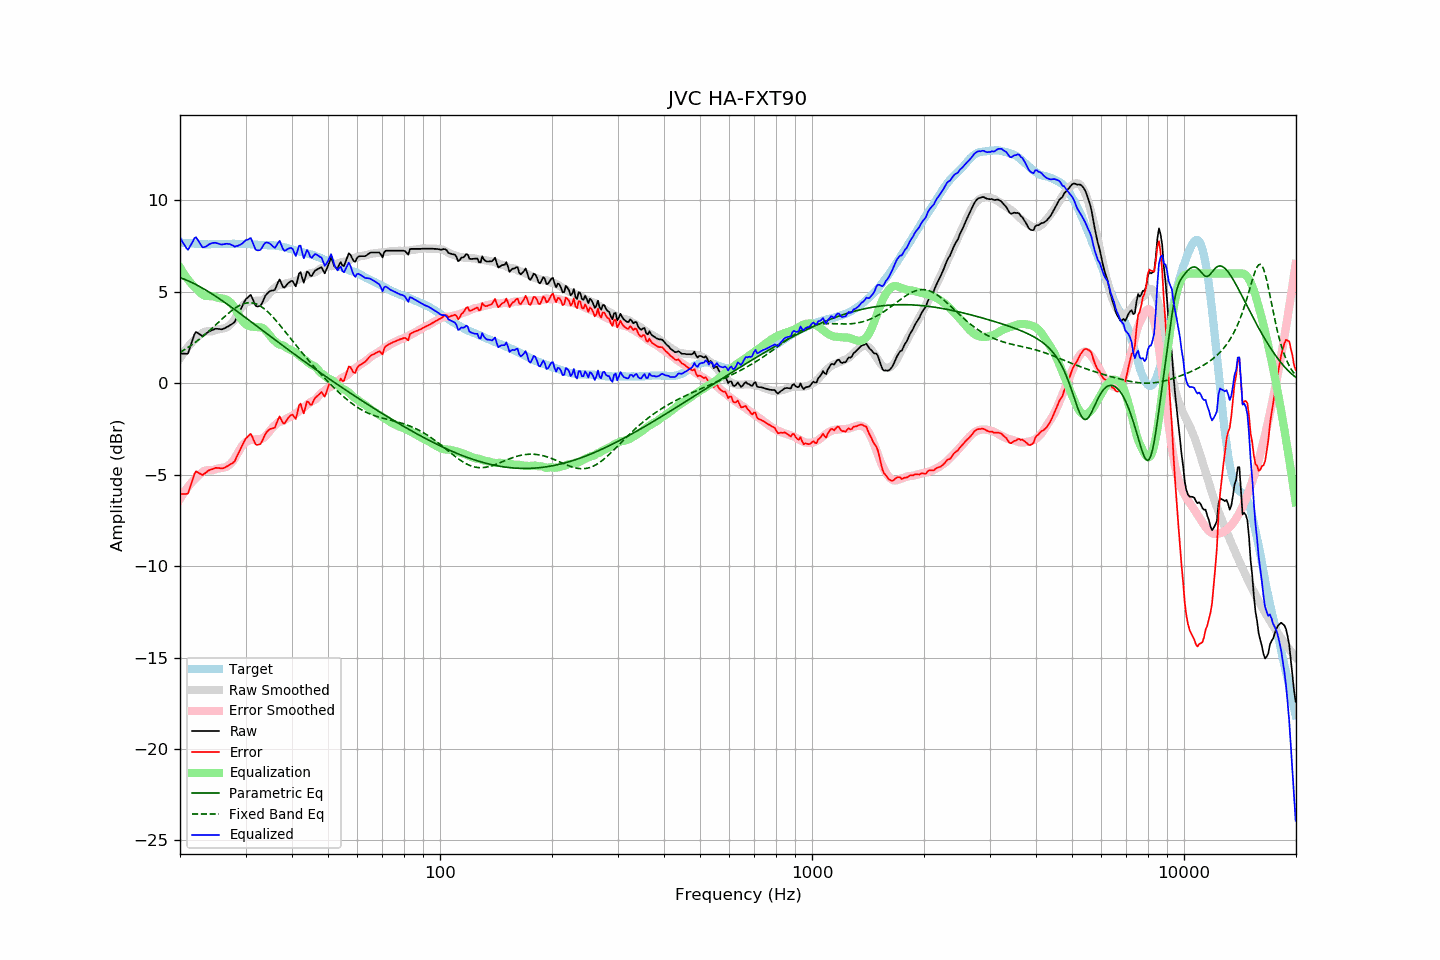 JVC HA-FXT90
Amplitude (dBr)
10
5
0
−5
−10
−15
−20
−25
Target
Raw Smoothed
Error Smoothed
Raw
Error
Equalization
Parametric Eq
Fixed Band Eq
Equalized
100
1000
10000
Frequency (Hz)